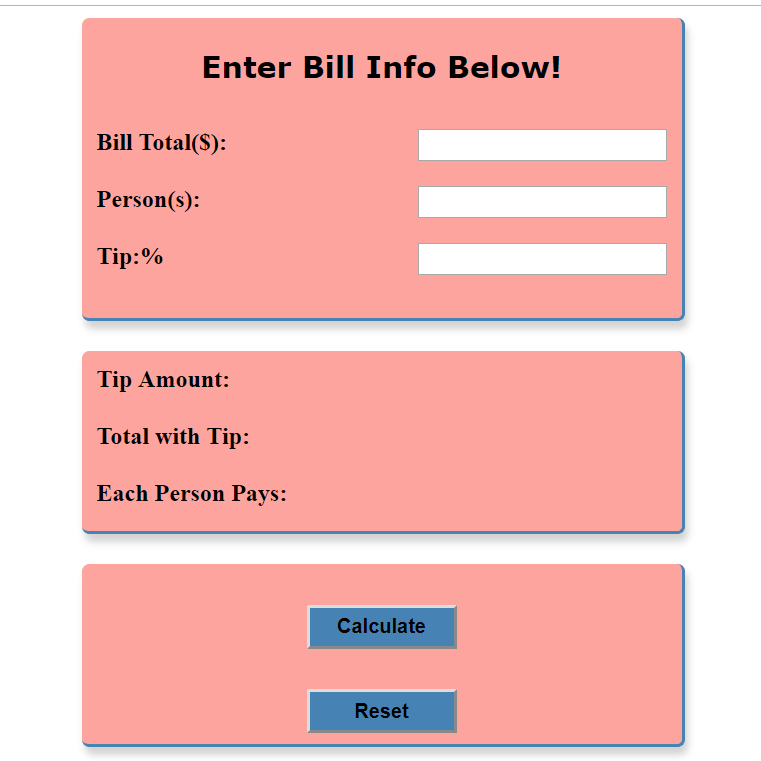 Enter Bill Info Below!
Bill Total($):
Person(s):
Tip:%
Tip Amount:
Total with Tip:
Each Person Pays:
Calculate
Reset